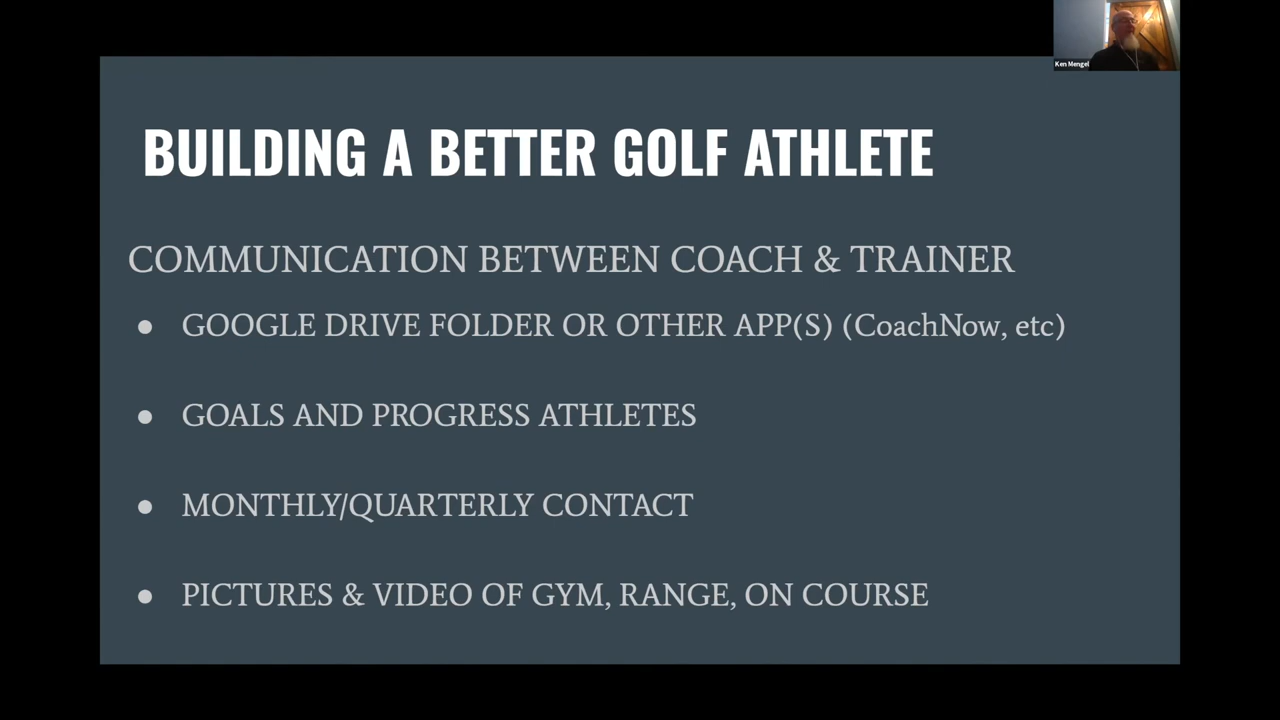 Ken Mengel
BUILDING A BETTER GOLF ATHLETE
COMMUNICATION BETWEEN COACH & TRAINER
● GOOGLE DRIVE FOLDER OR OTHER APP(S) (CoachNow, etc)
● GOALS AND PROGRESS ATHLETES
● MONTHLY/QUARTERLY CONTACT
● PICTURES & VIDEO OF GYM, RANGE, ON COURSE